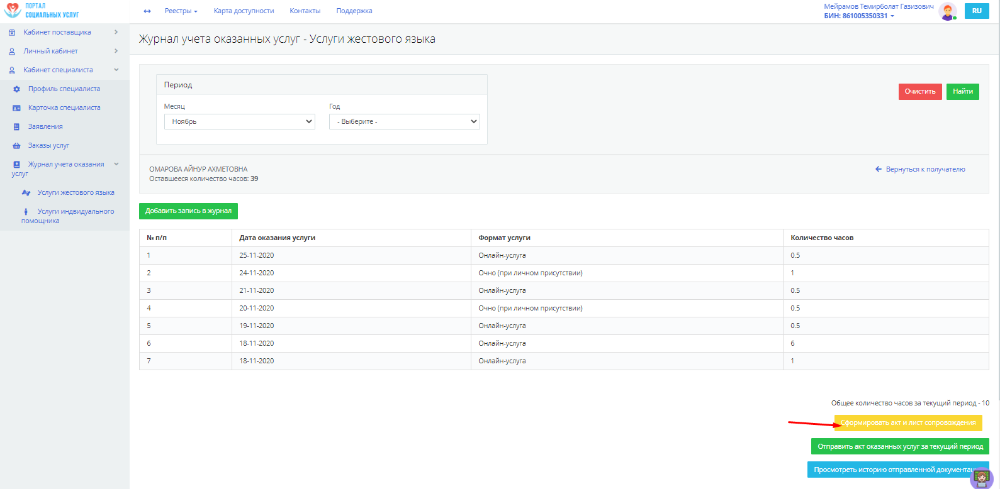 ПОРТАЛ
СОЦИАЛЬНЫХ УСЛУГ
Реестры
Карта доступности
Контакты
Поддержка
Мейрамов Темирболат Газизович
БИН: 861005350331
RU
Кабинет поставщика
Личный кабинет
Кабинет специалиста
Профиль специалиста
Карточка специалиста
Заявления
Заказы услуг
Журнал учета оказания
услуг
Услуги жестового языка
Услуги индвидуального
помощника
Журнал учета оказанных услуг - Услуги жестового языка
Период
Месяц
Год
Ноябрь
- Выберите -
Очистить
Найти
ОМАРОВА АЙНУР АХМЕТОВНА
Оставшееся количество часов: 39
Вернуться к получателю
Добавить запись в журнал
№ п/п Дата оказания услуги Формат услуги Количество часов
1 25-11-2020 Онлайн-услуга 0.5
2 24-11-2020 Очно (при личном присутствии) 1
3 21-11-2020 Онлайн-услуга 0.5
4 20-11-2020 Очно (при личном присутствии) 0.5
5 19-11-2020 Онлайн-услуга 0.5
6 18-11-2020 Онлайн-услуга 6
7 18-11-2020 Онлайн-услуга 1
Общее количество часов за текущий период - 10
Сформировать акт и лист сопровождения
Отправить акт оказанных услуг за текущий период
Просмотреть историю отправленной документац